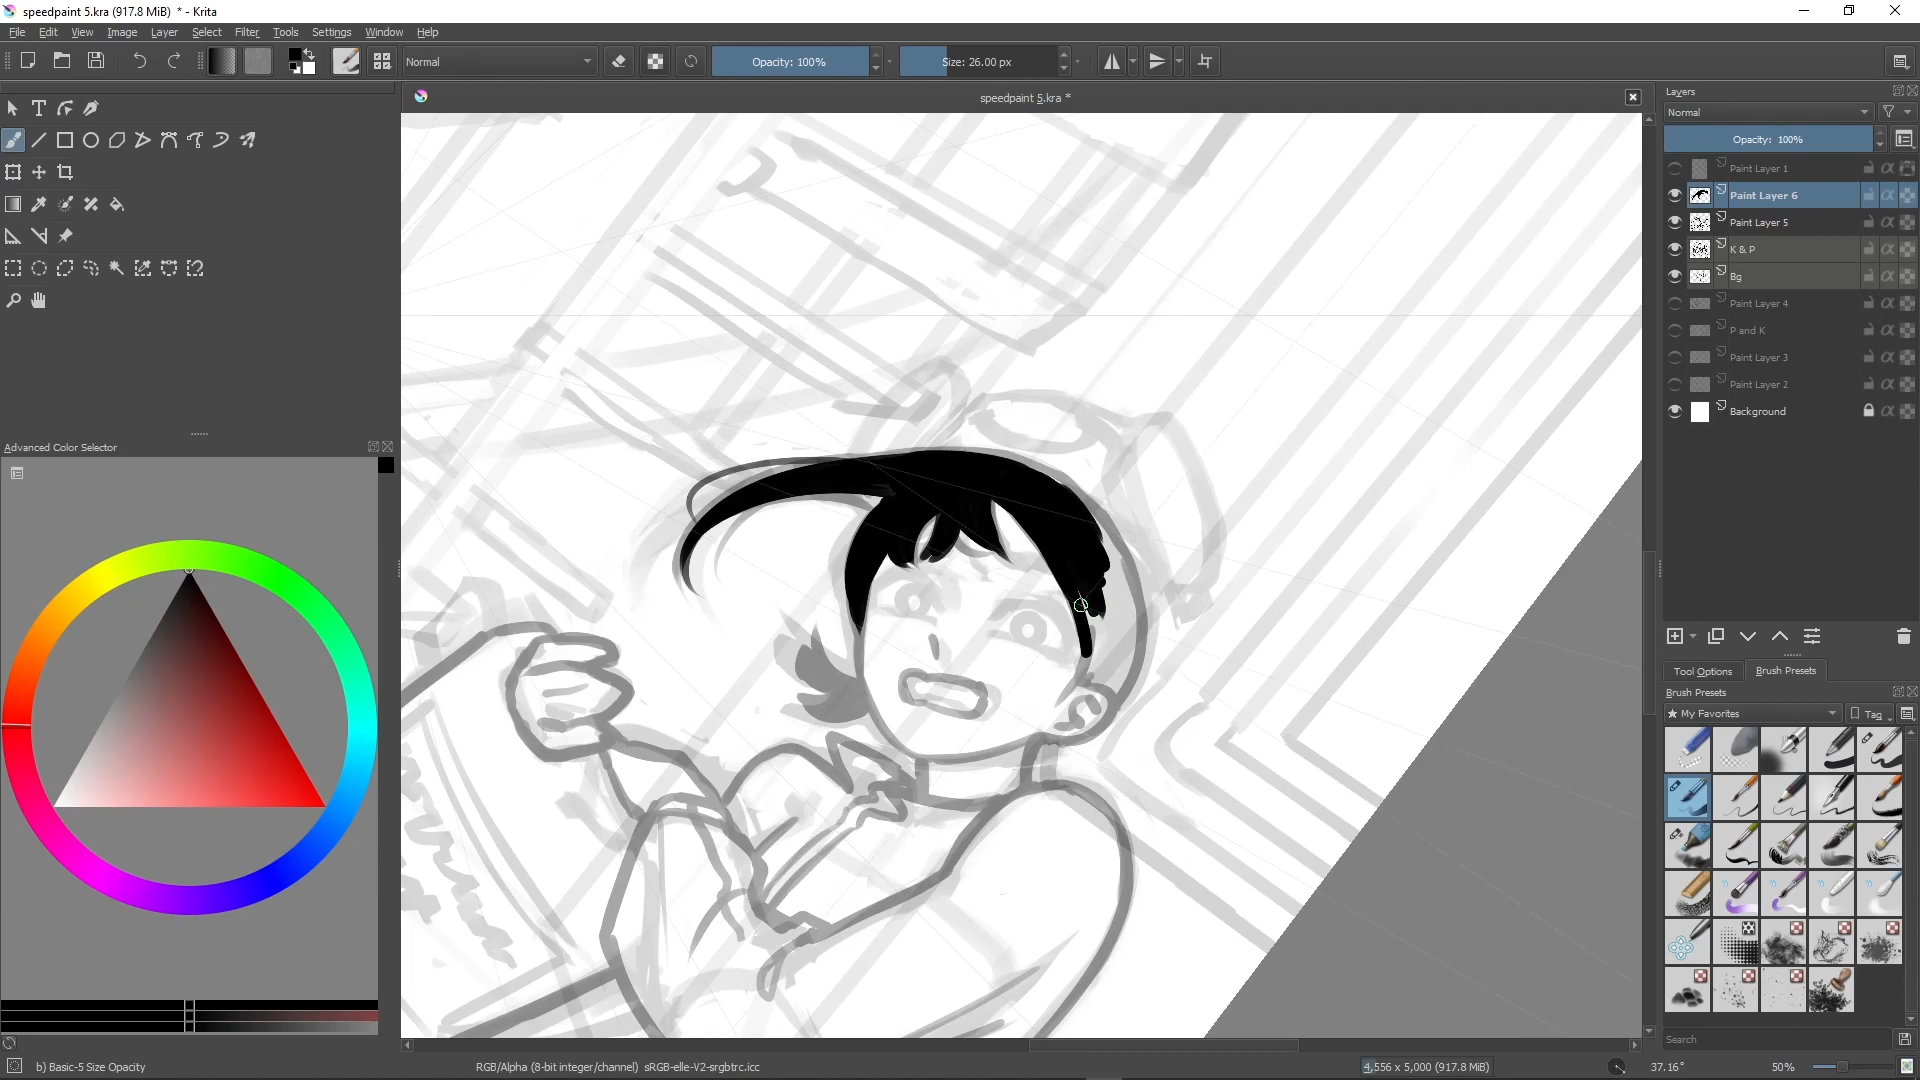 speedpaint 5.kra (917.8 MiB) * - Krita
File Edit View Image Layer Select Filter Tools Settings Window Help
Normal
Opacity: 100%
Size: 26.00 px
speedpaint 5.kra *
Layers
Normal
Opacity: 100%
Paint Layer 1
Paint Layer 6
Paint Layer 5
K & P
Bg
Paint Layer 4
P and K
Paint Layer 3
Paint Layer 2
Background
Advanced Color Selector
Tool Options
Brush Presets
Brush Presets
My Favorites
Tag
Search
b) Basic-5 Size Opacity
RGB/Alpha (8-bit integer/channel) sRGB-elle-V2-srgbtrc.icc
4,556 x 5,000 (917.8 MiB)
37.16°
50%